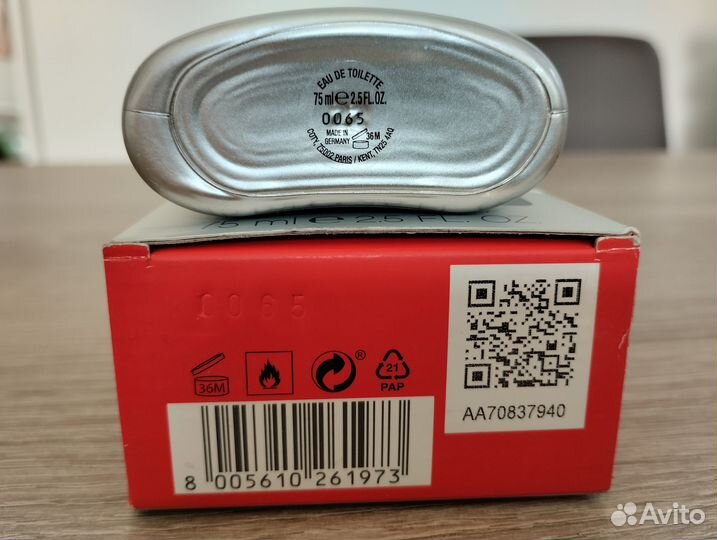 EAU DE TOILETTE
75 ml e 2.5 FL.OZ.
0065
MADE IN
GERMANY
36M
COTY, 75002 PARIS / KENT, TN25 4AQ
75 ml e 2.5 FL. OZ.
0065
36M
®
21
PAP
AA70837940
8 005610 261973
Avito